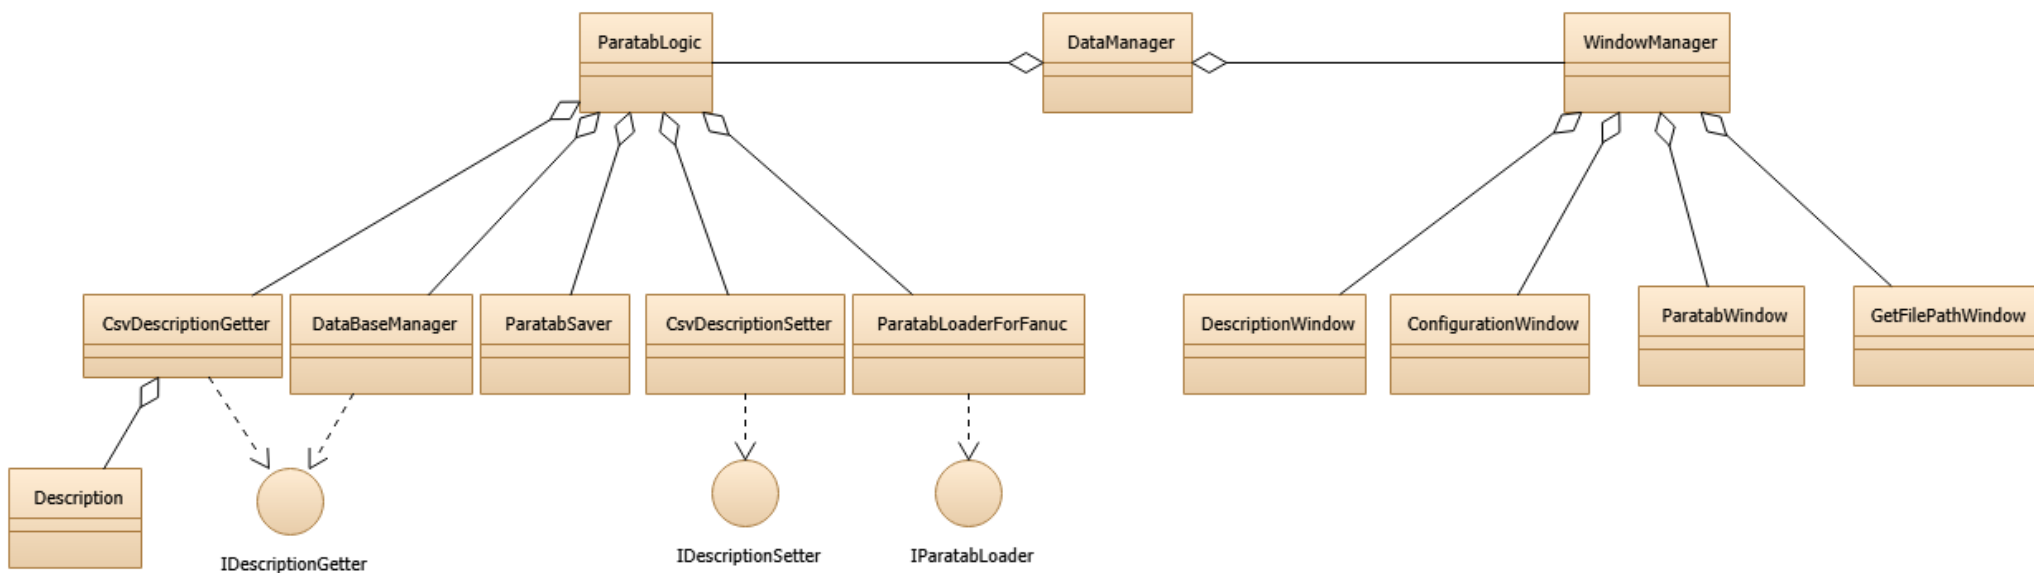 ParatabLogic
DataManager
WindowManager
CsvDescriptionGetter
DataBaseManager
ParatabSaver
CsvDescriptionSetter
ParatabLoaderForFanuc
DescriptionWindow
ConfigurationWindow
ParatabWindow
GetFilePathWindow
Description
IDescriptionGetter
IDescriptionSetter
IParatabLoader